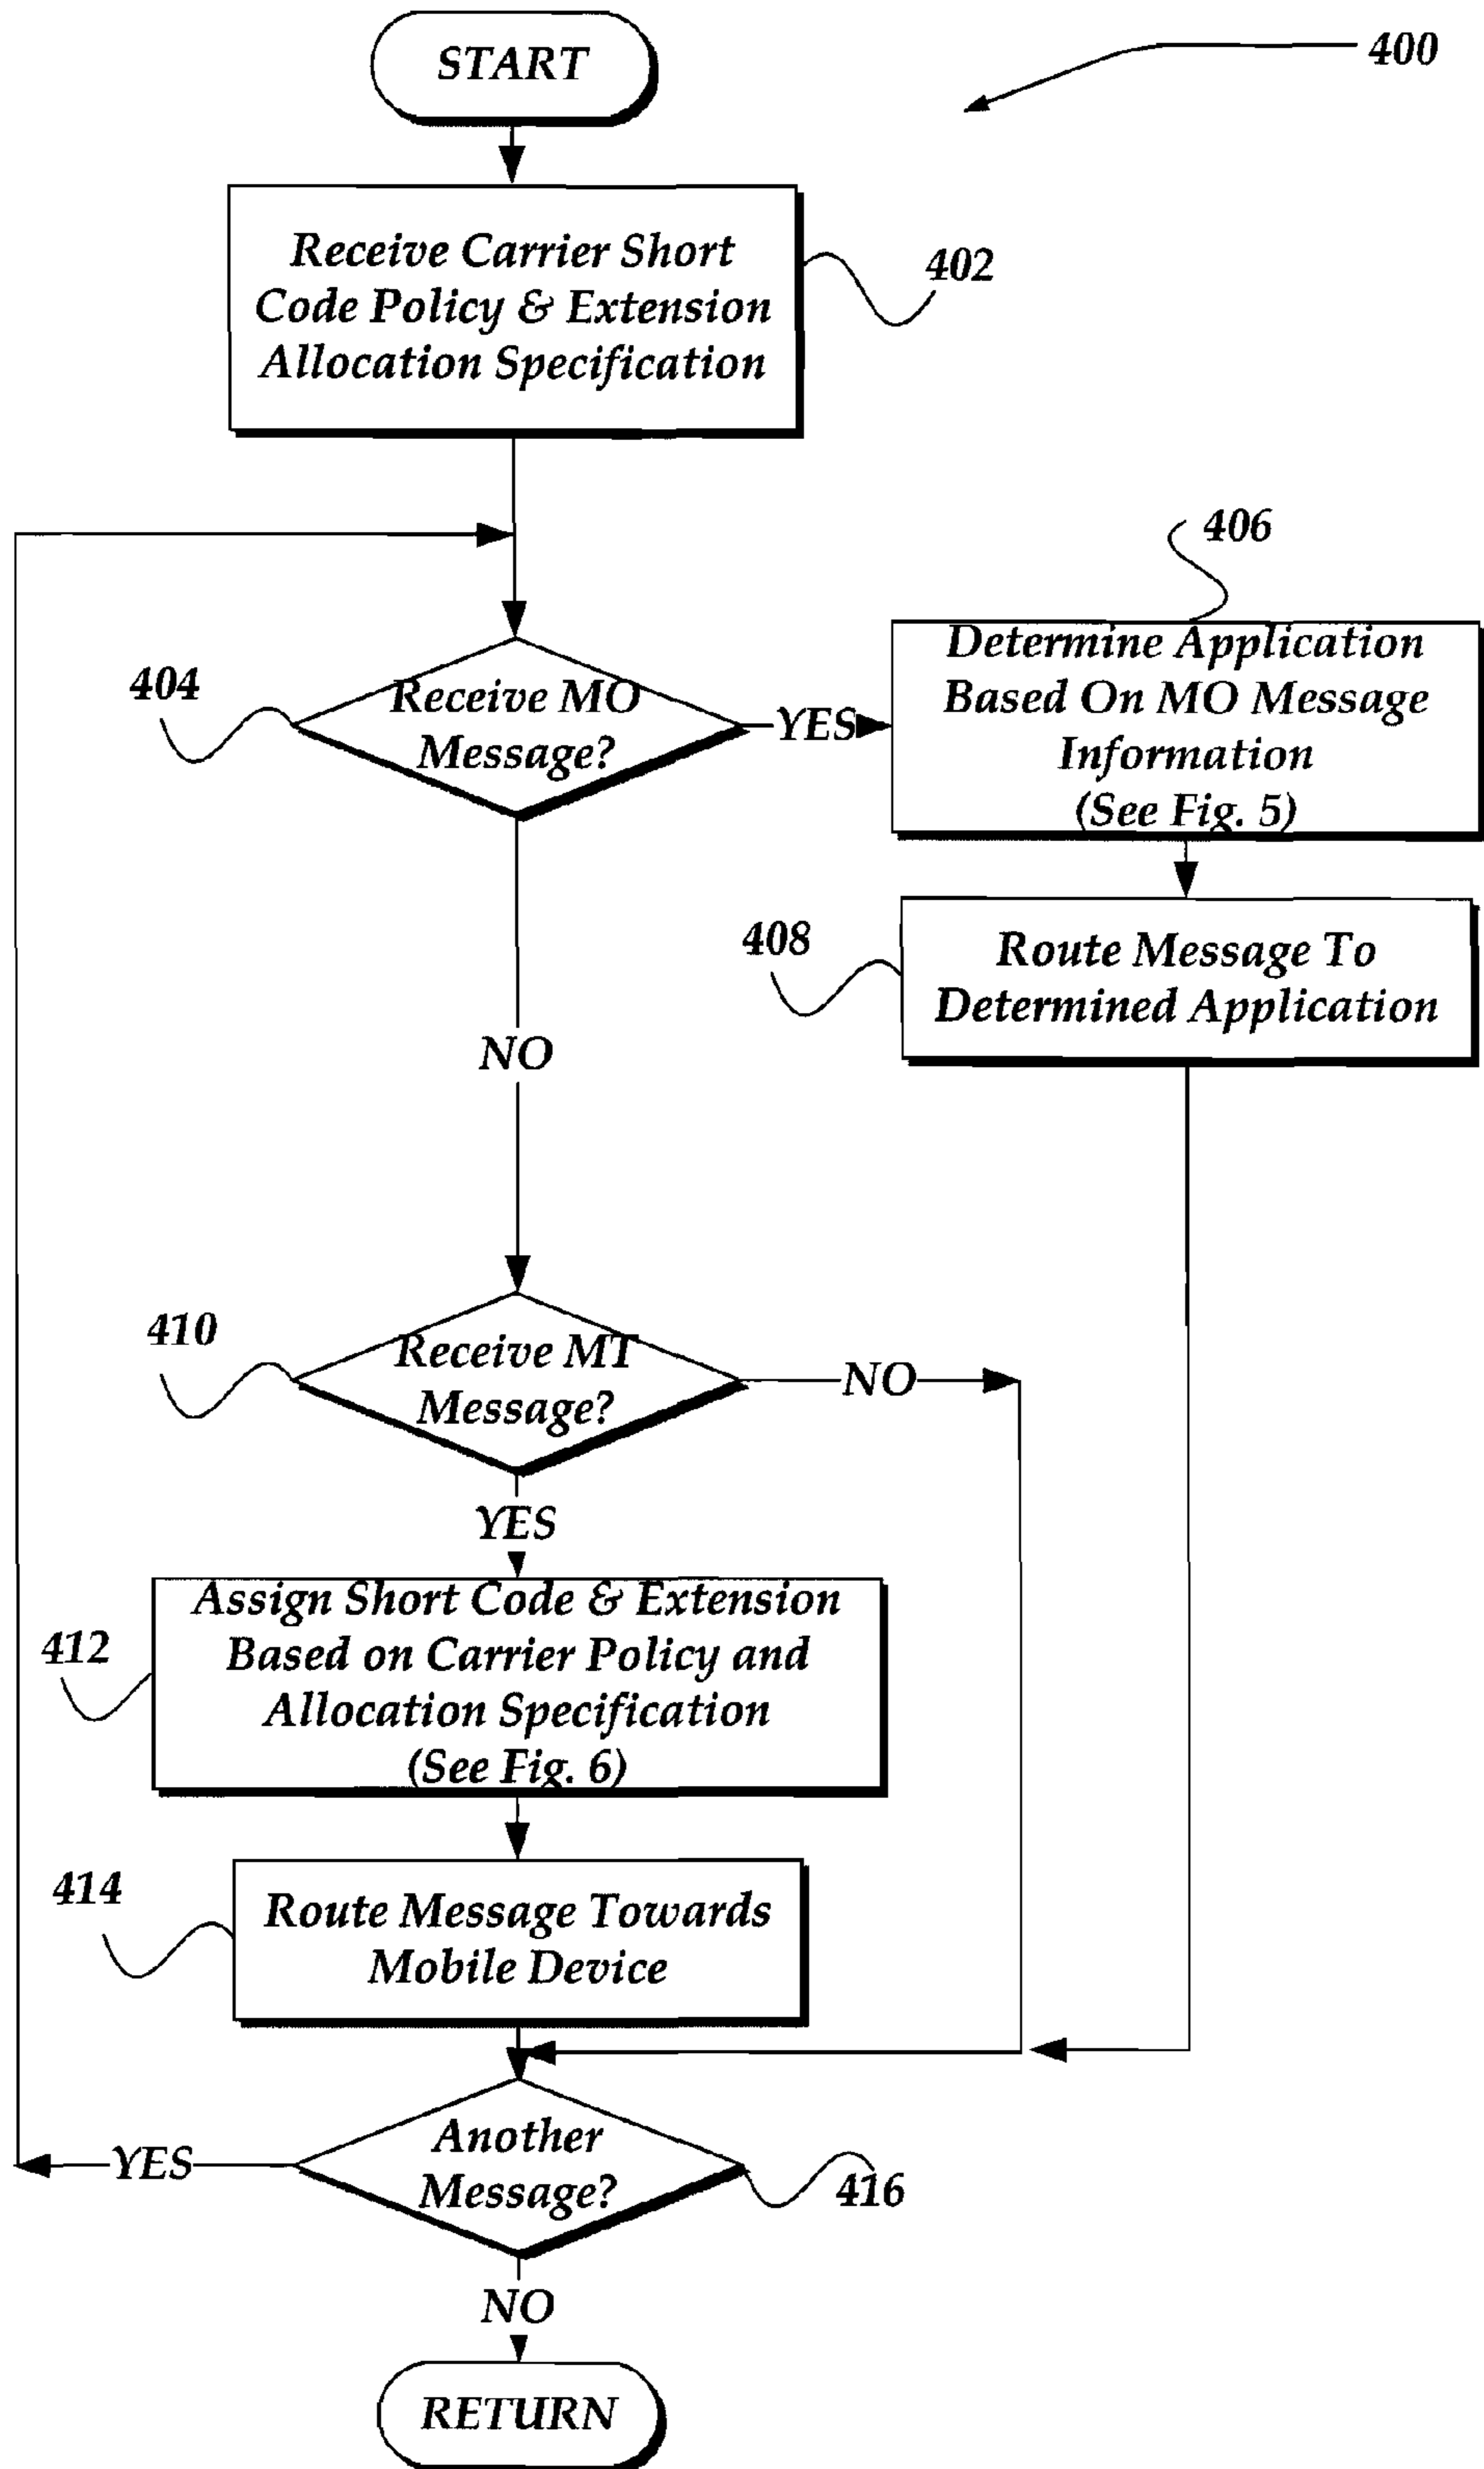 START
400
Receive Carrier Short
Code Policy & Extension
Allocation Specification
402
406
404
Receive MO
Message?
YES
Determine Application
Based On MO Message
Information
(See Fig. 5)
408
Route Message To
Determined Application
NO
410
Receive MT
Message?
NO
YES
412
Assign Short Code & Extension
Based on Carrier Policy and
Allocation Specification
(See Fig. 6)
414
Route Message Towards
Mobile Device
Another
Message?
YES
416
NO
RETURN